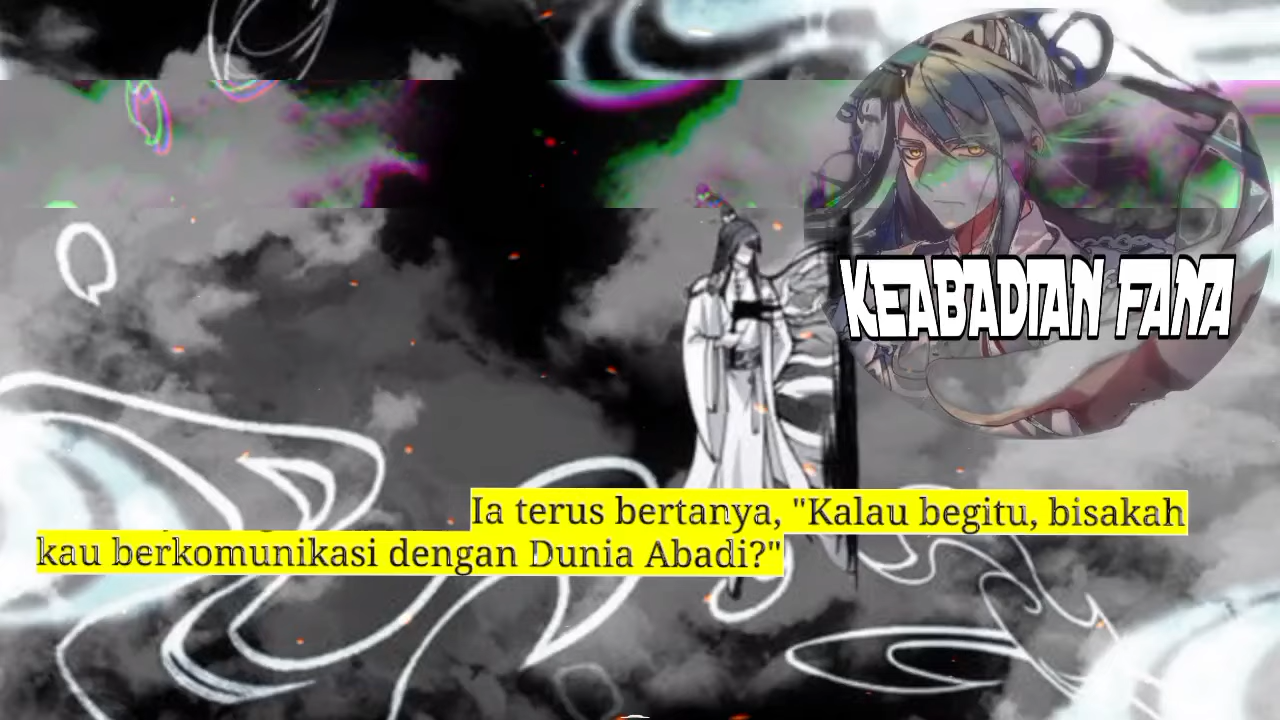 KEABADIAN FANA
Ia terus bertanya, "Kalau begitu, bisakah
kau berkomunikasi dengan Dunia Abadi?"